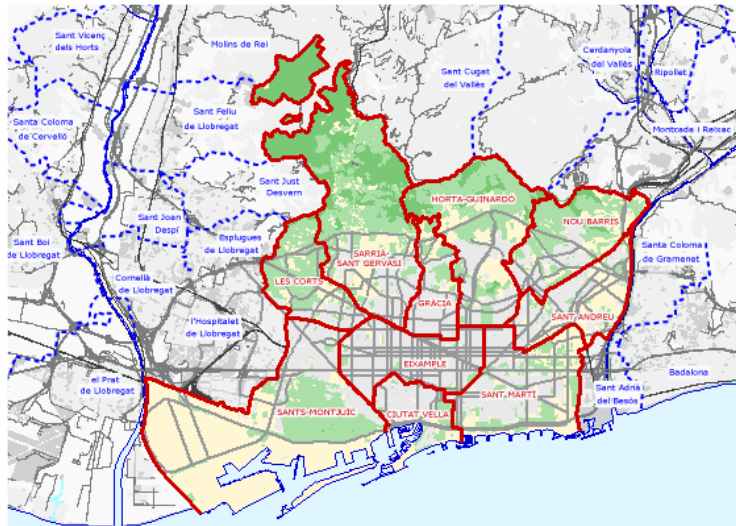 Sant Vicenç
dels Horts
Molins de Rei
Sant Cugat
del Vallès
Cerdanyola
del Vallès
Ripollet
Santa Coloma
de Cervelló
Sant Feliu
de Llobregat
Montcada i Reixac
Sant Just
Desvern
HORTA-GUINARDÓ
NOU BARRIS
Sant Joan
Despí
Sant Boi
de Llobregat
Esplugues
de Llobregat
SARRIÀ-
SANT GERVASI
Santa Coloma
de Gramenet
Cornellà
de Llobregat
LES CORTS
GRÀCIA
SANT ANDREU
l'Hospitalet
de Llobregat
EIXAMPLE
el Prat
de Llobregat
Sant Adrià
del Besòs
Badalona
SANT MARTÍ
SANTS-MONTJUIC
CIUTAT VELLA